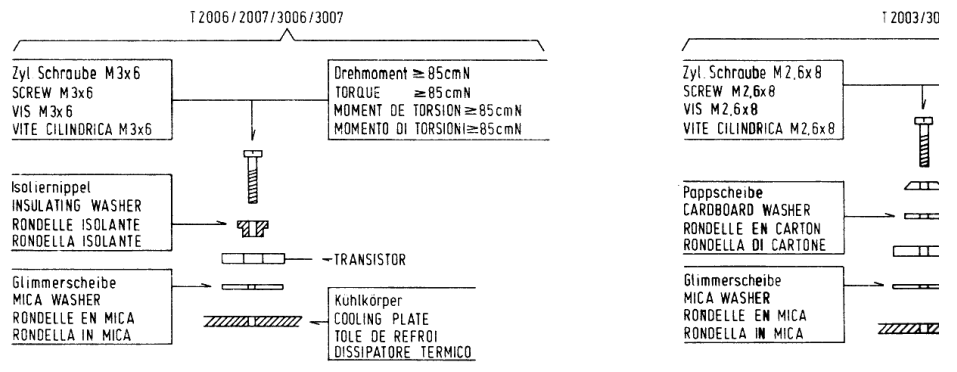 T2006/2007/3006/3007
Zyl Schraube M3x6
SCREW M3x6
VIS M3x6
VITE CILINDRICA M3x6
Drehmoment ≥85cmN
TORQUE ≥85cmN
MOMENT DE TORSION≥85cmN
MOMENTO DI TORSIONI≥85cmN
Isoliernippel
INSULATING WASHER
RONDELLE ISOLANTE
RONDELLA ISOLANTE
TRANSISTOR
Glimmerscheibe
MICA WASHER
RONDELLE EN MICA
RONDELLA IN MICA
Kühlkörper
COOLING PLATE
TOLE DE REFROI
DISSIPATORE TERMICO
T2003/30
Zyl. Schraube M2,6x8
SCREW M2,6x8
VIS M2,6x8
VITE CILINDRICA M2,6x8
Pappscheibe
CARDBOARD WASHER
RONDELLE EN CARTON
RONDELLA DI CARTONE
Glimmerscheibe
MICA WASHER
RONDELLE EN MICA
RONDELLA IN MICA